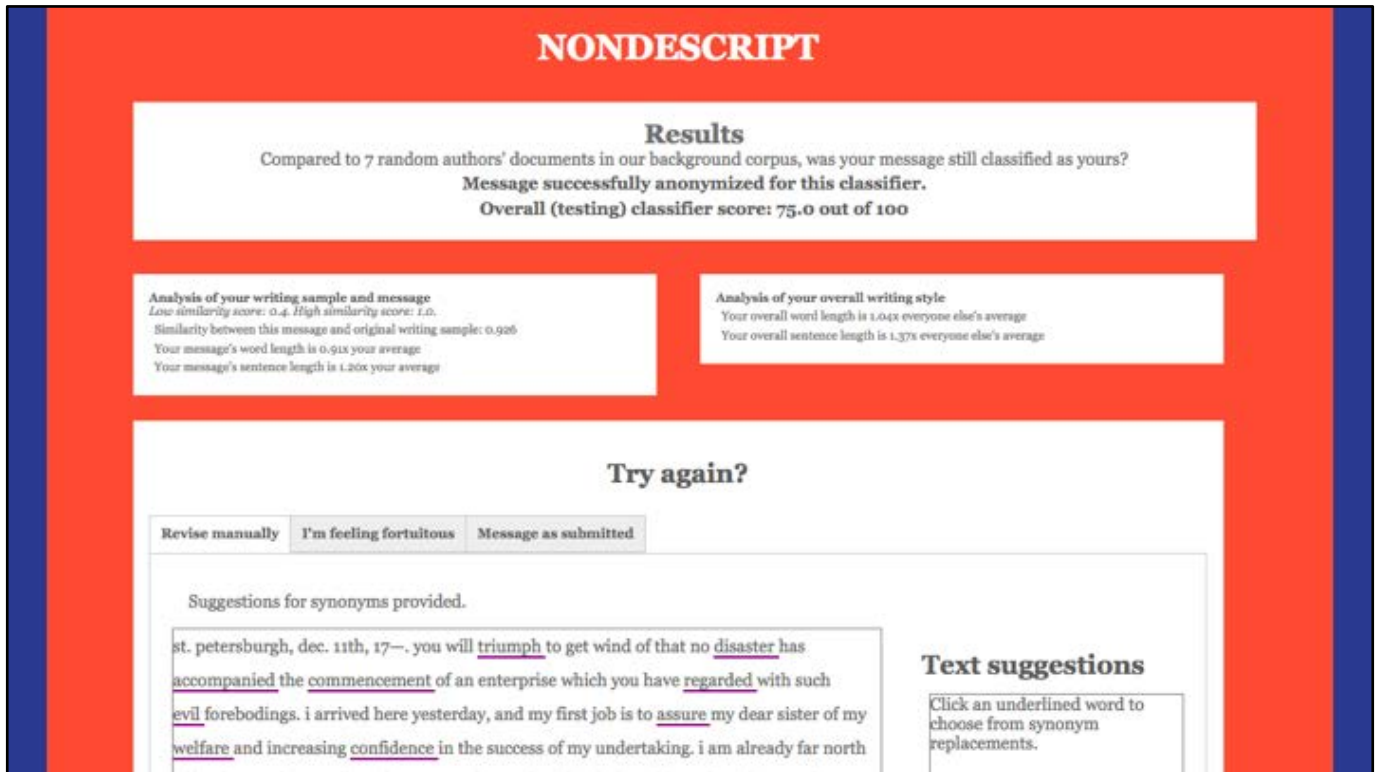 NONDESCRIPT
Results
Compared to 7 random authors' documents in our background corpus, was your message still classified as yours?
Message successfully anonymized for this classifier.
Overall (testing) classifier score: 75.0 out of 100
Analysis of your writing sample and message
Low similarity score: 0.4. High similarity score: 1.0.
Similarity between this message and original writing sample: 0.926
Your message's word length is 0.91x your average
Your message's sentence length is 1.20x your average
Analysis of your overall writing style
Your overall word length is 1.04x everyone else's average
Your overall sentence length is 1.37x everyone else's average
Try again?
Revise manually
I'm feeling fortuitous
Message as submitted
Suggestions for synonyms provided.
st. petersburgh, dec. 11th, 17—. you will triumph to get wind of that no disaster has
accompanied the commencement of an enterprise which you have regarded with such
evil forebodings. i arrived here yesterday, and my first job is to assure my dear sister of my
welfare and increasing confidence in the success of my undertaking. i am already far north
Text suggestions
Click an underlined word to
choose from synonym
replacements.